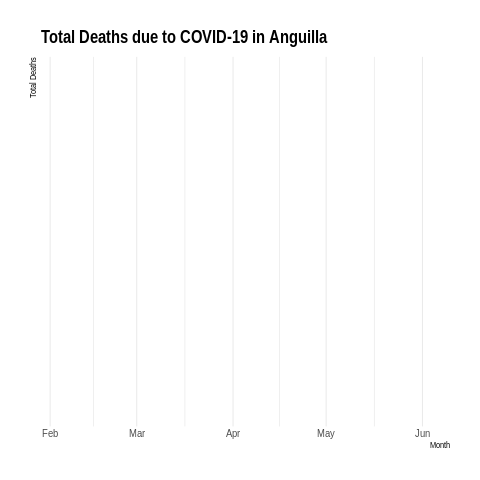 Total Deaths due to COVID-19 in Anguilla
Total Deaths
Feb Mar Apr May Jun
Month